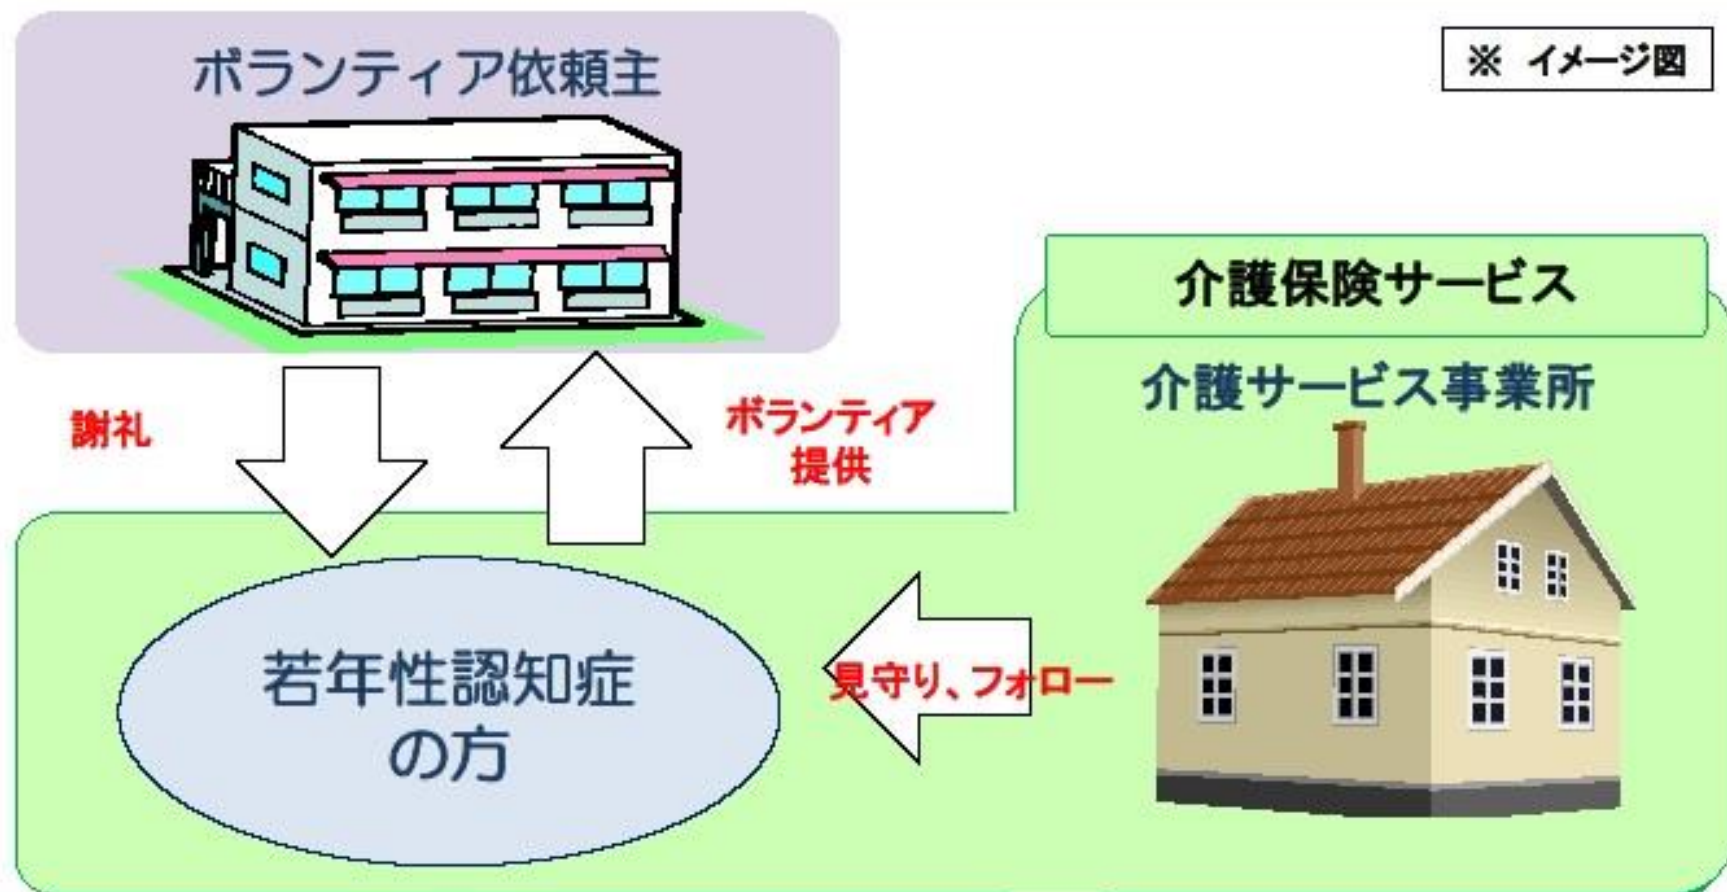 ボランティア依頼主
※ イメージ図
介護保険サービス
介護サービス事業所
謝礼
ボランティア
提供
見守り、フォロー
若年性認知症
の方